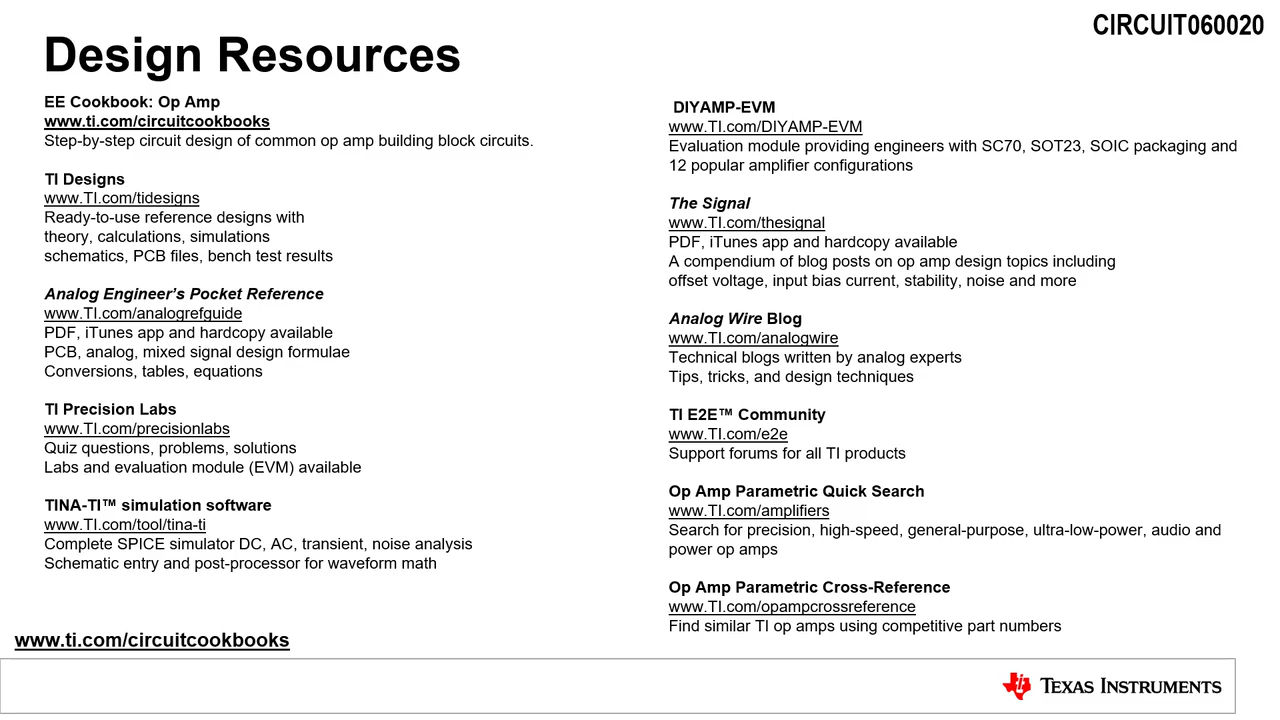 CIRCUIT060020
Design Resources
EE Cookbook: Op Amp
www.ti.com/circuitcookbooks
Step-by-step circuit design of common op amp building block circuits.
TI Designs
www.TI.com/tidesigns
Ready-to-use reference designs with
theory, calculations, simulations
schematics, PCB files, bench test results
Analog Engineer’s Pocket Reference
www.TI.com/analogrefguide
PDF, iTunes app and hardcopy available
PCB, analog, mixed signal design formulae
Conversions, tables, equations
TI Precision Labs
www.TI.com/precisionlabs
Quiz questions, problems, solutions
Labs and evaluation module (EVM) available
TINA-TI™ simulation software
www.TI.com/tool/tina-ti
Complete SPICE simulator DC, AC, transient, noise analysis
Schematic entry and post-processor for waveform math
DIYAMP-EVM
www.TI.com/DIYAMP-EVM
Evaluation module providing engineers with SC70, SOT23, SOIC packaging and
12 popular amplifier configurations
The Signal
www.TI.com/thesignal
PDF, iTunes app and hardcopy available
A compendium of blog posts on op amp design topics including
offset voltage, input bias current, stability, noise and more
Analog Wire Blog
www.TI.com/analogwire
Technical blogs written by analog experts
Tips, tricks, and design techniques
TI E2E™ Community
www.TI.com/e2e
Support forums for all TI products
Op Amp Parametric Quick Search
www.TI.com/amplifiers
Search for precision, high-speed, general-purpose, ultra-low-power, audio and
power op amps
Op Amp Parametric Cross-Reference
www.TI.com/opampcrossreference
Find similar TI op amps using competitive part numbers
www.ti.com/circuitcookbooks
TEXAS INSTRUMENTS